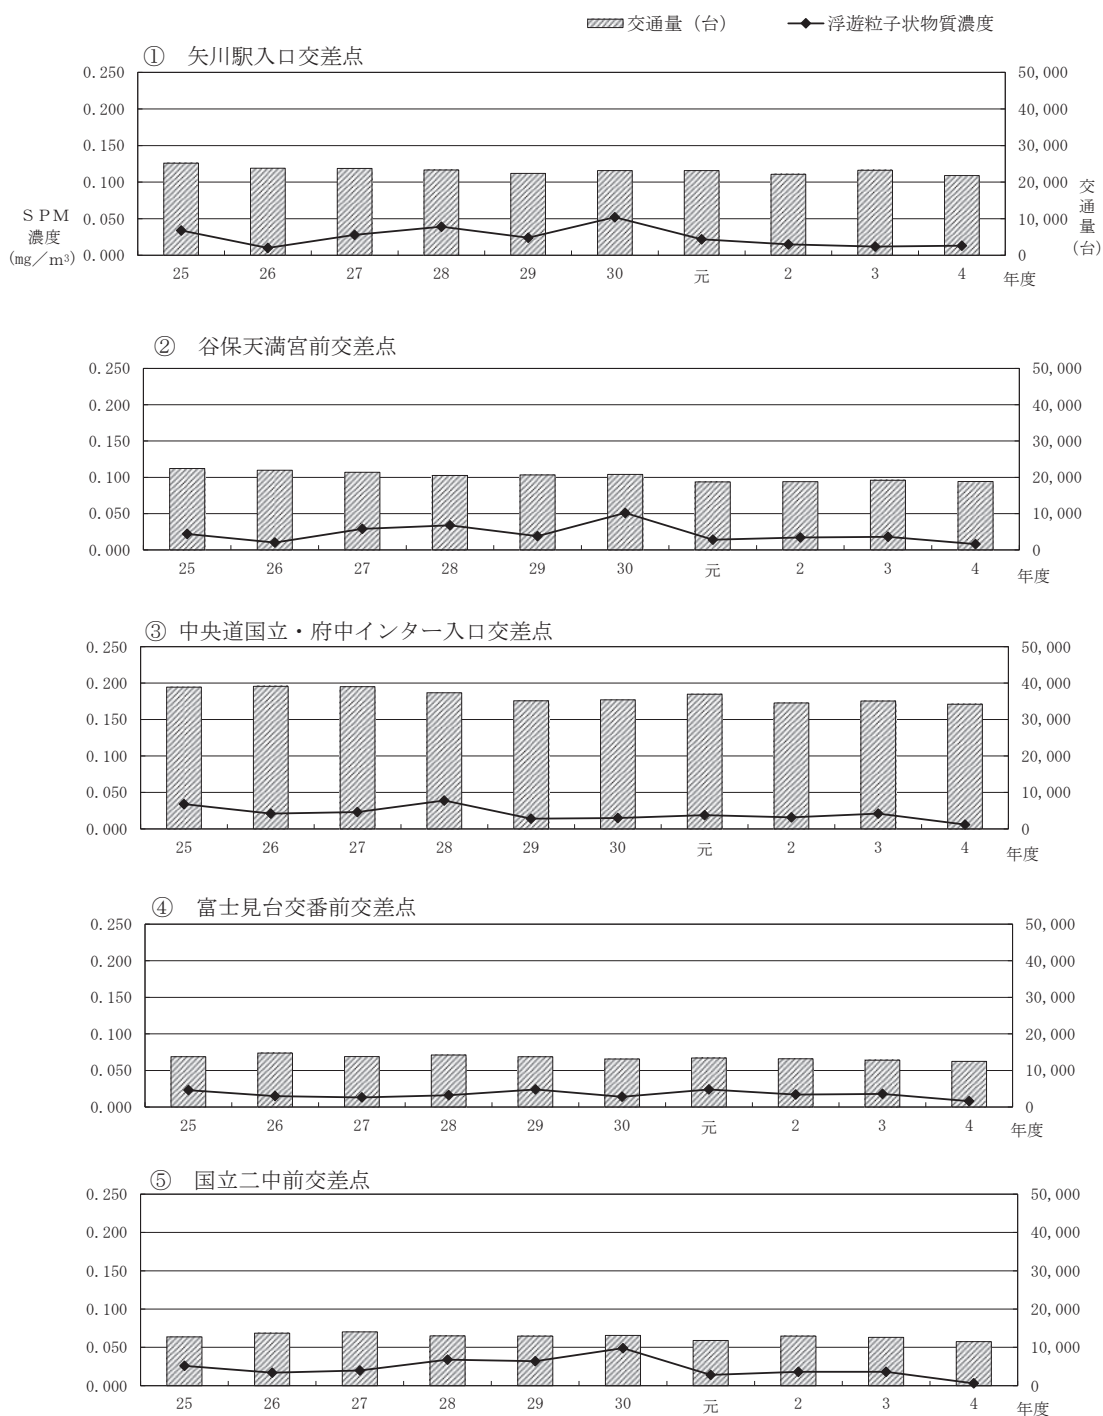 交通量（台） 浮遊粒子状物質濃度
① 矢川駅入口交差点
0.250 50,000
0.200 40,000
0.150 30,000
0.100 20,000
0.050 10,000
0.000 0
ＳＰＭ
濃度
(mg／m³)
交通量(台)
25 26 27 28 29 30 元 2 3 4 年度
② 谷保天満宮前交差点
0.250 50,000
0.200 40,000
0.150 30,000
0.100 20,000
0.050 10,000
0.000 0
25 26 27 28 29 30 元 2 3 4 年度
③ 中央道国立・府中インター入口交差点
0.250 50,000
0.200 40,000
0.150 30,000
0.100 20,000
0.050 10,000
0.000 0
25 26 27 28 29 30 元 2 3 4 年度
④ 富士見台交番前交差点
0.250 50,000
0.200 40,000
0.150 30,000
0.100 20,000
0.050 10,000
0.000 0
25 26 27 28 29 30 元 2 3 4 年度
⑤ 国立二中前交差点
0.250 50,000
0.200 40,000
0.150 30,000
0.100 20,000
0.050 10,000
0.000 0
25 26 27 28 29 30 元 2 3 4 年度